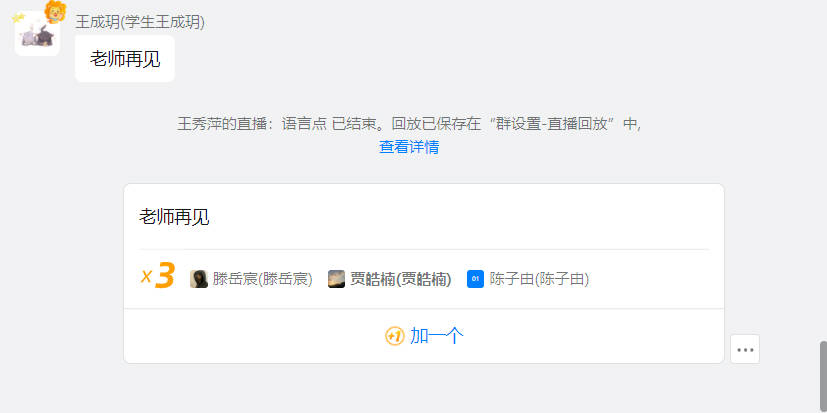 王成玥(学生王成玥)
老师再见
王秀萍的直播：语言点 已结束。回放已保存在“群设置-直播回放”中,
查看详情
老师再见
x3 滕岳宸(滕岳宸) 贾皓楠(贾皓楠) 01 陈子由(陈子由)
+1 加一个